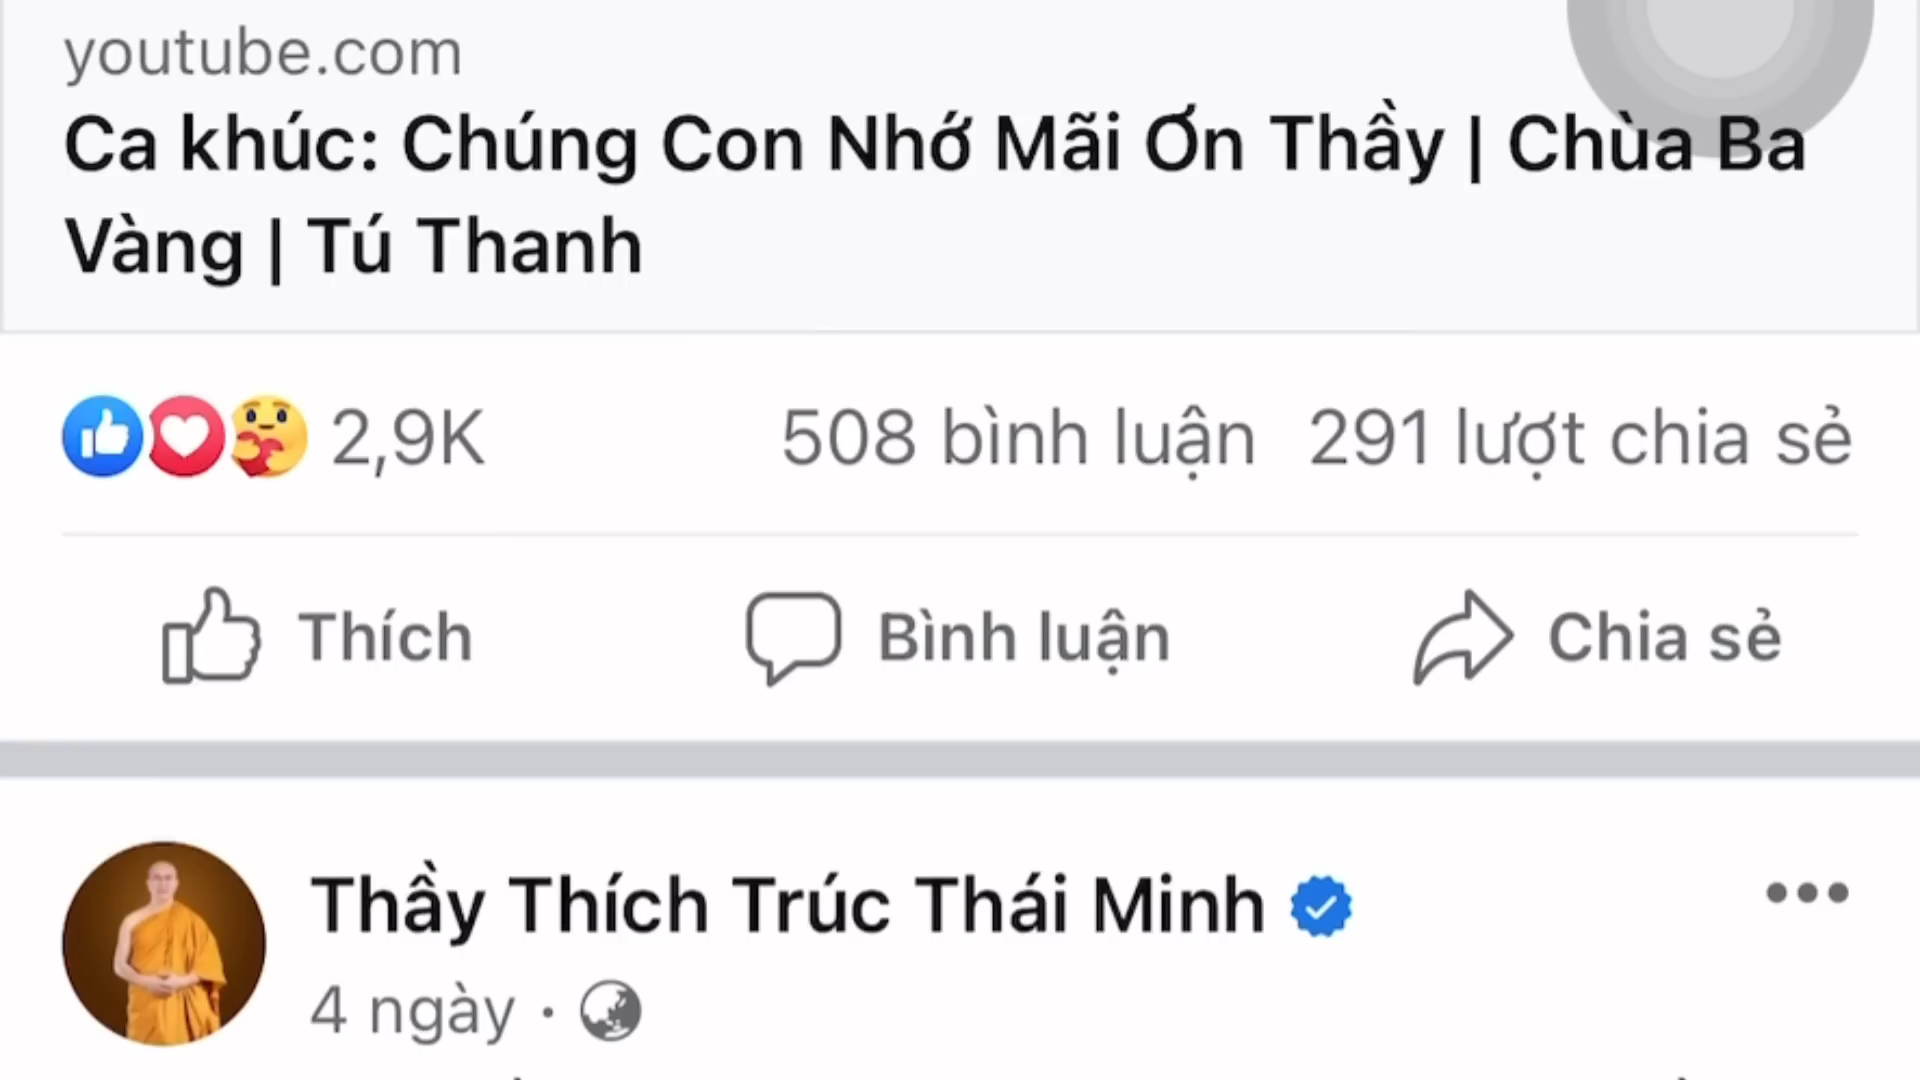 youtube.com
Ca khúc: Chúng Con Nhớ Mãi Ơn Thầy | Chùa Ba
Vàng | Tú Thanh
2,9K 508 bình luận 291 lượt chia sẻ
Thích Bình luận Chia sẻ
Thầy Thích Trúc Thái Minh
4 ngày ·